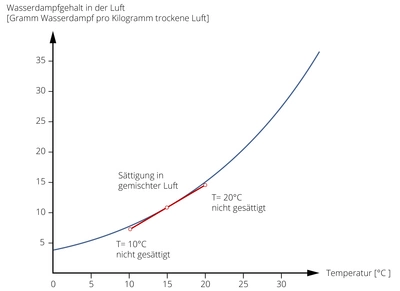 Wasserdampfgehalt in der Luft
[Gramm Wasserdampf pro Kilogramm trockene Luft]
35
30
25
20
15
10
5
Sättigung in
gemischter Luft
T= 20°C
nicht gesättigt
T= 10°C
nicht gesättigt
0 5 10 15 20 25 30
Temperatur [°C ]